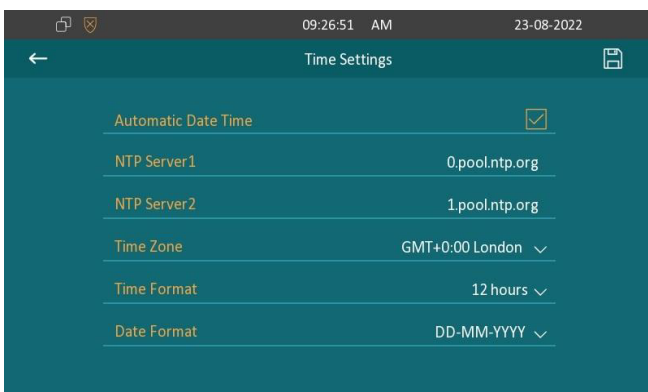 09:26:51 AM 23-08-2022
Time Settings
Automatic Date Time
NTP Server1 0.pool.ntp.org
NTP Server2 1.pool.ntp.org
Time Zone GMT+0:00 London
Time Format 12 hours
Date Format DD-MM-YYYY